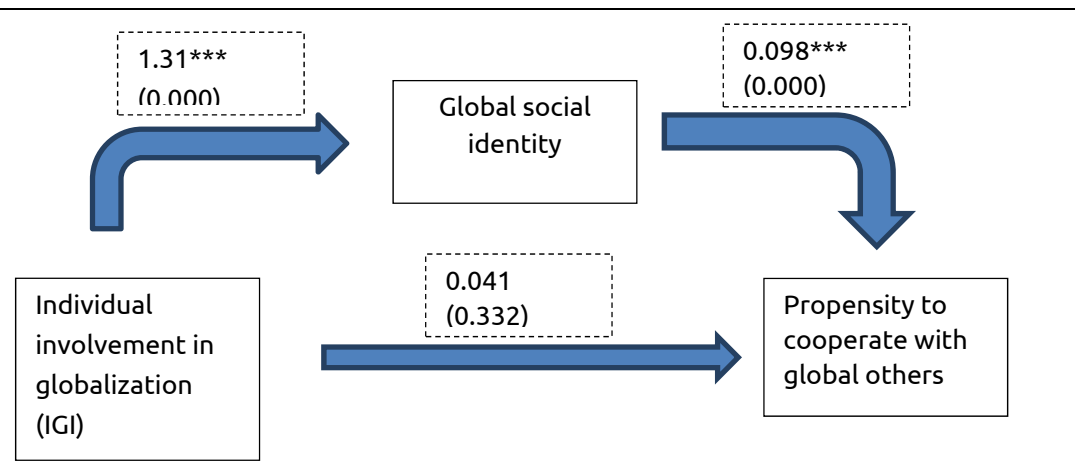 1.31***
(0.000)
0.098***
(0.000)
Global social
identity
0.041
(0.332)
Individual
involvement in
globalization
(IGI)
Propensity to
cooperate with
global others